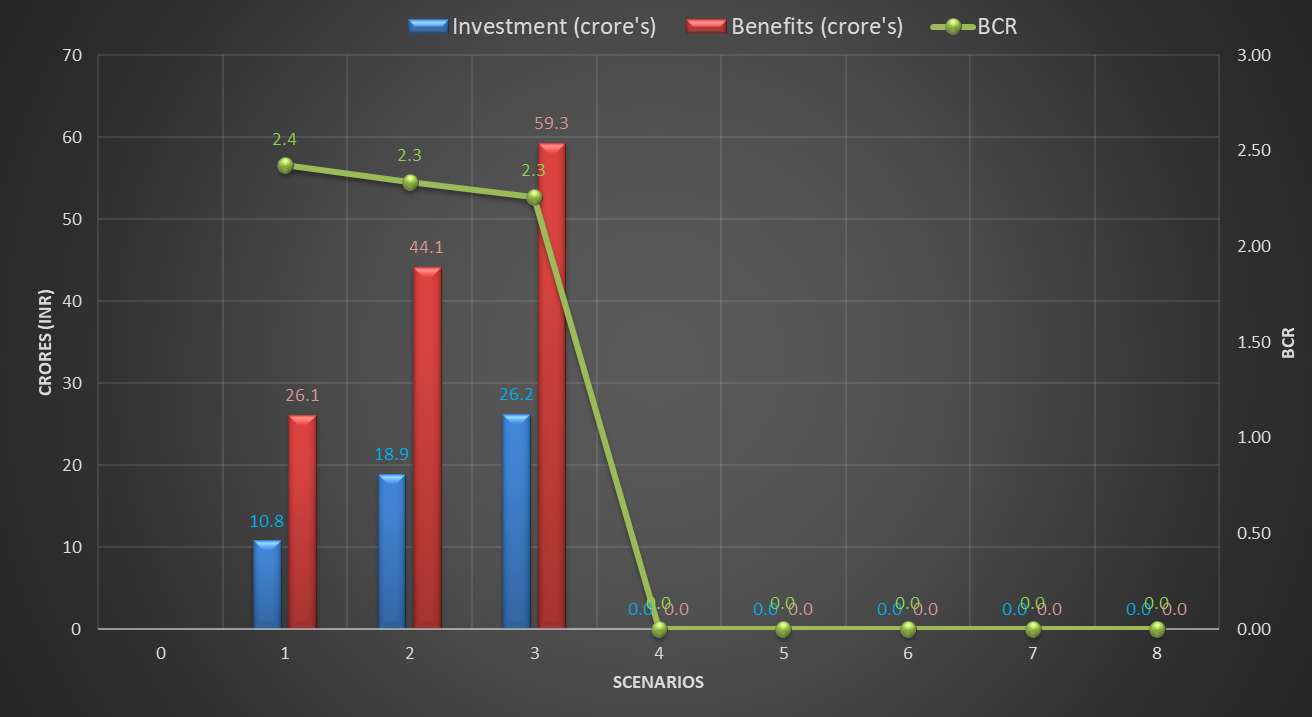 Investment (crore's) Benefits (crore's) BCR
70 3.00
60 59.3
2.4 2.3 2.3 2.50
50
44.1 2.00
40
CRORES (INR) BCR
1.50
30 26.1 26.2
18.9 1.00
20
10.8 0.50
10
0.0 0.0 0.0 0.0 0.0
0.0 0.0 0.0 0.0 0.0 0.0 0.0 0.0 0.0 0.0
0 0.00
0 1 2 3 4 5 6 7 8
SCENARIOS